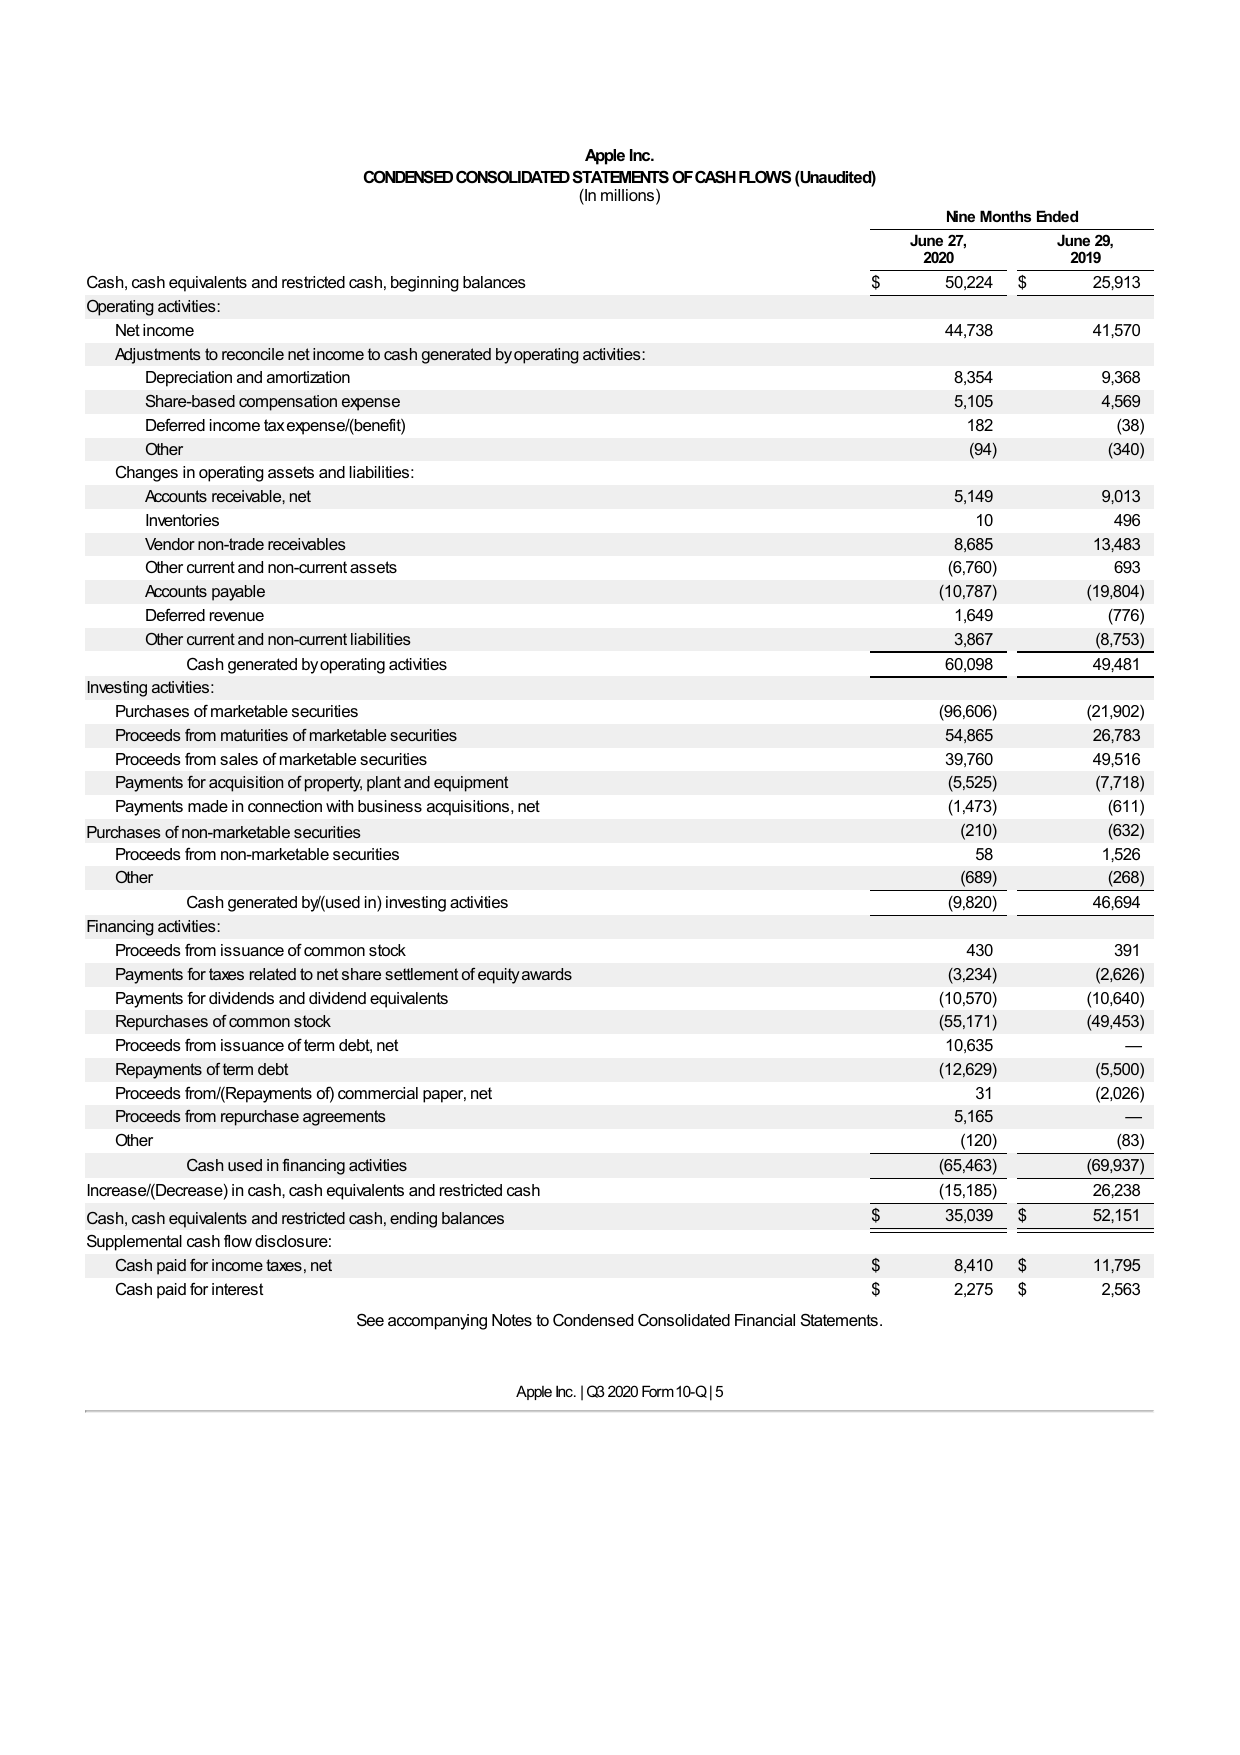 Apple Inc.
CONDENSED CONSOLIDATED STATEMENTS OF CASH FLOWS (Unaudited)
(In millions)
Nine Months Ended
June 27, 2020 June 29, 2019
Cash, cash equivalents and restricted cash, beginning balances $ 50,224 $ 25,913
Operating activities:
Net income 44,738 41,570
Adjustments to reconcile net income to cash generated by operating activities:
Depreciation and amortization 8,354 9,368
Share-based compensation expense 5,105 4,569
Deferred income tax expense/(benefit) 182 (38)
Other (94) (340)
Changes in operating assets and liabilities:
Accounts receivable, net 5,149 9,013
Inventories 10 496
Vendor non-trade receivables 8,685 13,483
Other current and non-current assets (6,760) 693
Accounts payable (10,787) (19,804)
Deferred revenue 1,649 (776)
Other current and non-current liabilities 3,867 (8,753)
Cash generated by operating activities 60,098 49,481
Investing activities:
Purchases of marketable securities (96,606) (21,902)
Proceeds from maturities of marketable securities 54,865 26,783
Proceeds from sales of marketable securities 39,760 49,516
Payments for acquisition of property, plant and equipment (5,525) (7,718)
Payments made in connection with business acquisitions, net (1,473) (611)
Purchases of non-marketable securities (210) (632)
Proceeds from non-marketable securities 58 1,526
Other (689) (268)
Cash generated by/(used in) investing activities (9,820) 46,694
Financing activities:
Proceeds from issuance of common stock 430 391
Payments for taxes related to net share settlement of equity awards (3,234) (2,626)
Payments for dividends and dividend equivalents (10,570) (10,640)
Repurchases of common stock (55,171) (49,453)
Proceeds from issuance of term debt, net 10,635 —
Repayments of term debt (12,629) (5,500)
Proceeds from/(Repayments of) commercial paper, net 31 (2,026)
Proceeds from repurchase agreements 5,165 —
Other (120) (83)
Cash used in financing activities (65,463) (69,937)
Increase/(Decrease) in cash, cash equivalents and restricted cash (15,185) 26,238
Cash, cash equivalents and restricted cash, ending balances $ 35,039 $ 52,151
Supplemental cash flow disclosure:
Cash paid for income taxes, net $ 8,410 $ 11,795
Cash paid for interest $ 2,275 $ 2,563
See accompanying Notes to Condensed Consolidated Financial Statements.
Apple Inc. | Q3 2020 Form 10-Q | 5